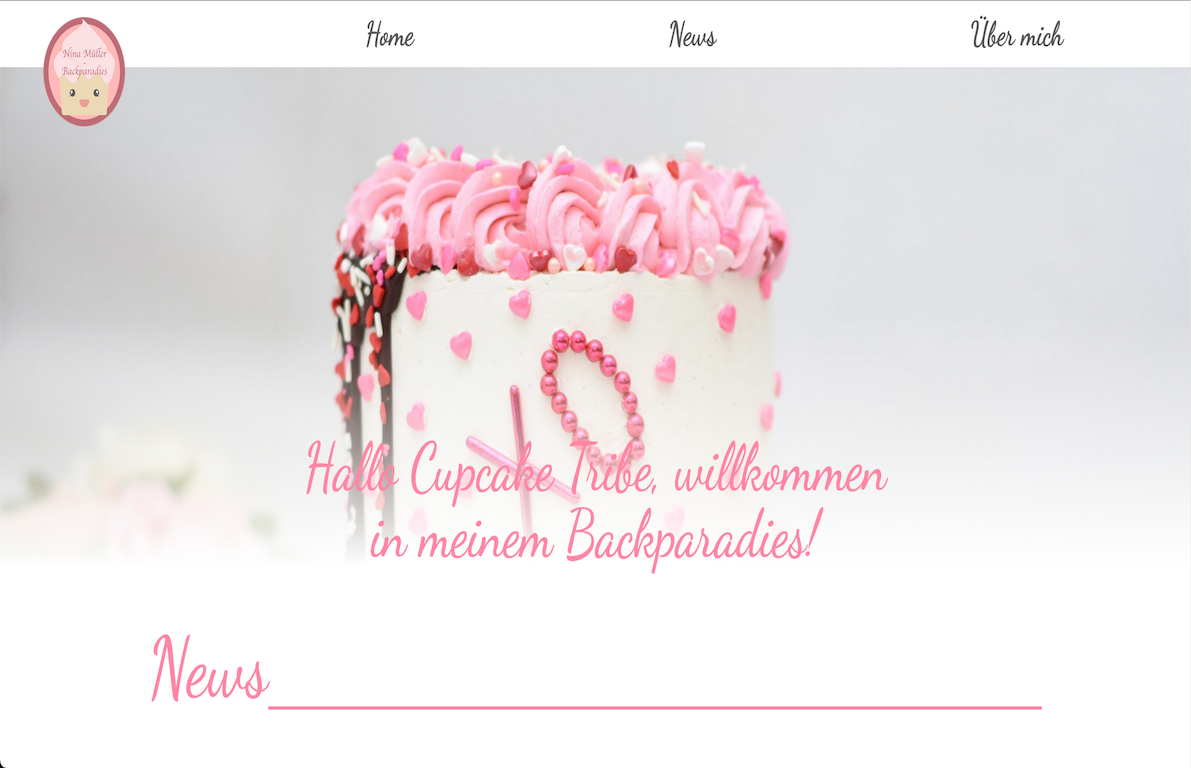 Home News Über mich
Nina Müller
Backparadies
Hallo Cupcake Tribe, willkommen
in meinem Backparadies!
News